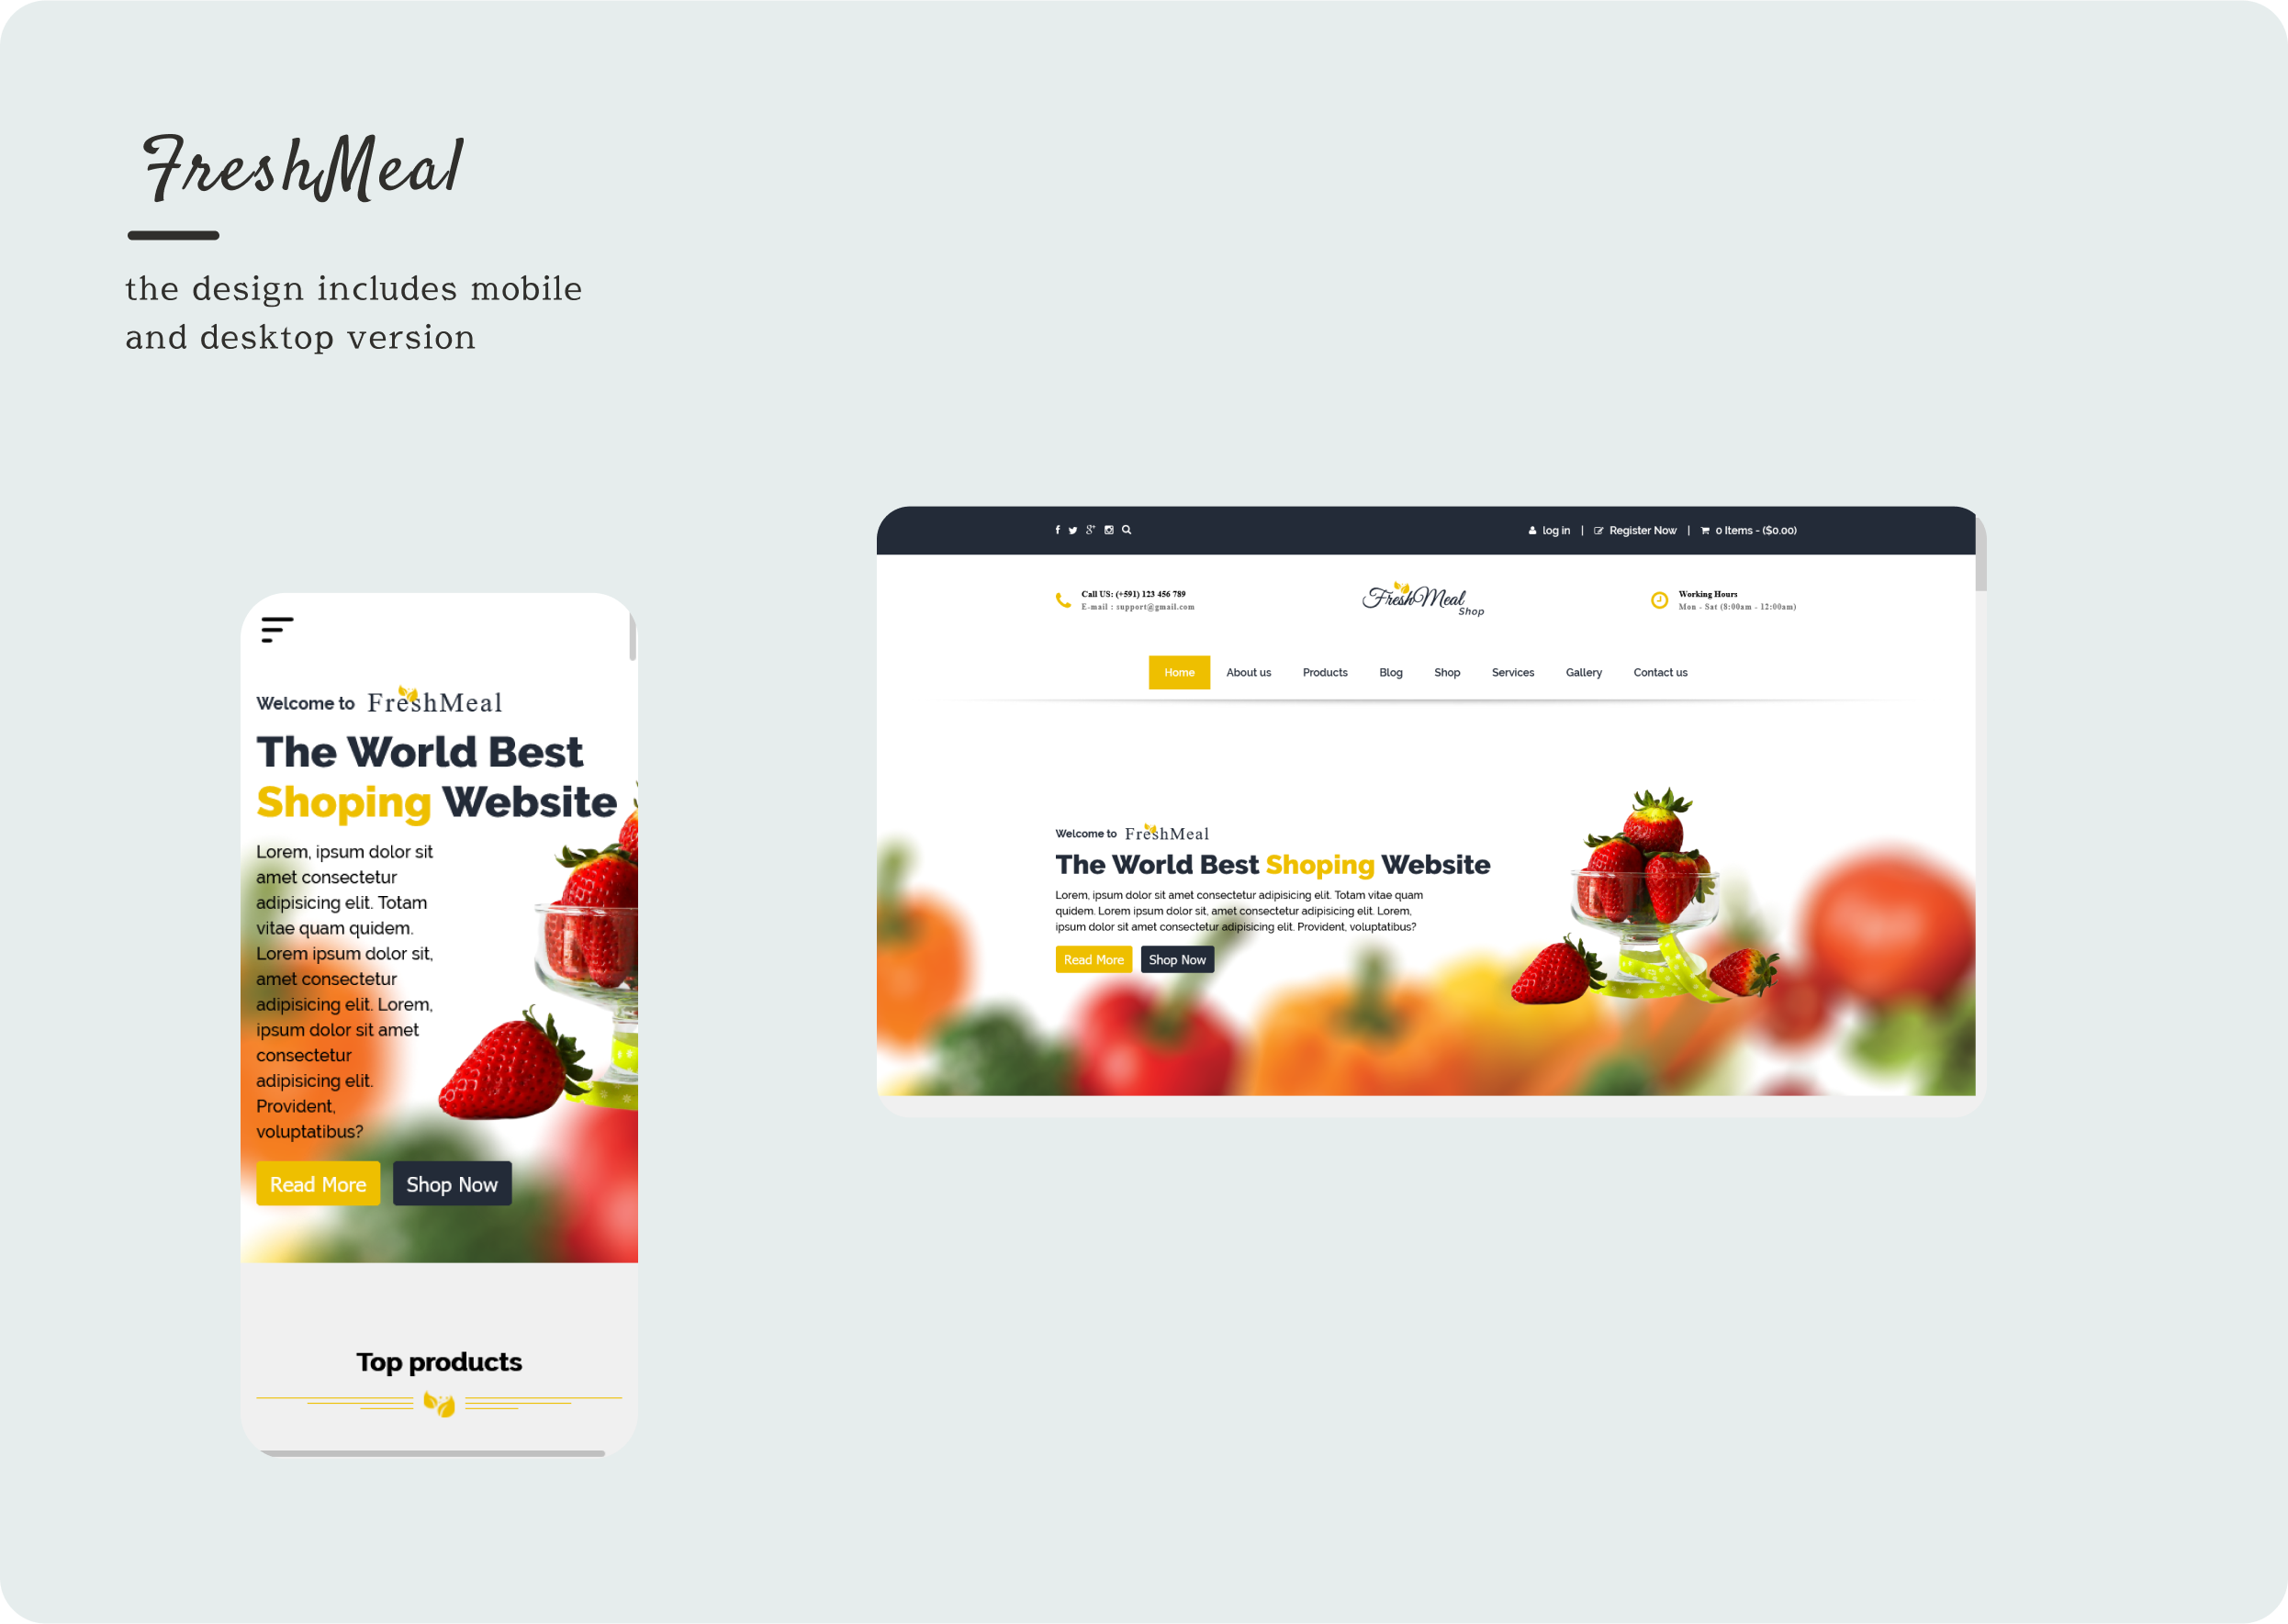 FreshMeal
the design includes mobile
and desktop version
Welcome to FreshMeal
The World Best
Shoping Website
Lorem, ipsum dolor sit
amet consectetur
adipisicing elit. Totam
vitae quam quidem.
Lorem ipsum dolor sit,
amet consectetur
adipisicing elit. Lorem,
ipsum dolor sit amet
consectetur
adipisicing elit.
Provident,
voluptatibus?
Read More Shop Now
Top products
log in | Register Now | 0 Items - ($0.00)
Call US: (+591) 123 456 789
E-mail : support@gmail.com
FreshMeal
Shop
Working Hours
Mon - Sat (8:00am - 12:00am)
Home About us Products Blog Shop Services Gallery Contact us
Welcome to FreshMeal
The World Best Shoping Website
Lorem, ipsum dolor sit amet consectetur adipisicing elit. Totam vitae quam
quidem. Lorem ipsum dolor sit, amet consectetur adipisicing elit. Lorem,
ipsum dolor sit amet consectetur adipisicing elit. Provident, voluptatibus?
Read More Shop Now